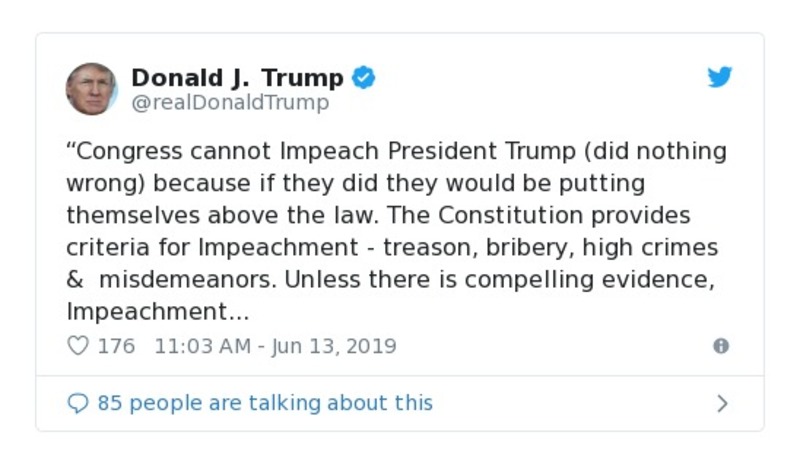 Donald J. Trump
@realDonaldTrump
“Congress cannot Impeach President Trump (did nothing
wrong) because if they did they would be putting
themselves above the law. The Constitution provides
criteria for Impeachment - treason, bribery, high crimes
&  misdemeanors. Unless there is compelling evidence,
Impeachment...
176 11:03 AM - Jun 13, 2019
85 people are talking about this